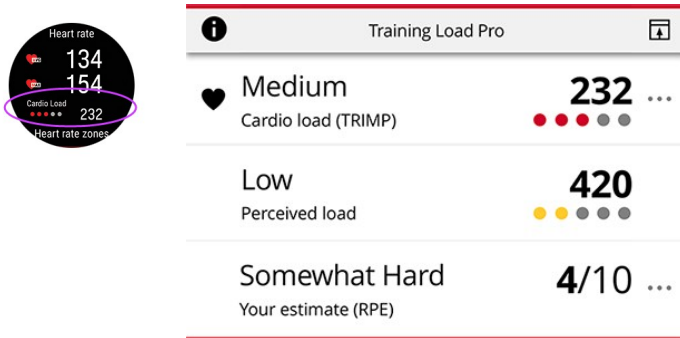 Heart rate
134
154
Cardio Load
232
Heart rate zones
Training Load Pro
Medium 232
Cardio load (TRIMP)
Low 420
Perceived load
Somewhat Hard 4/10
Your estimate (RPE)